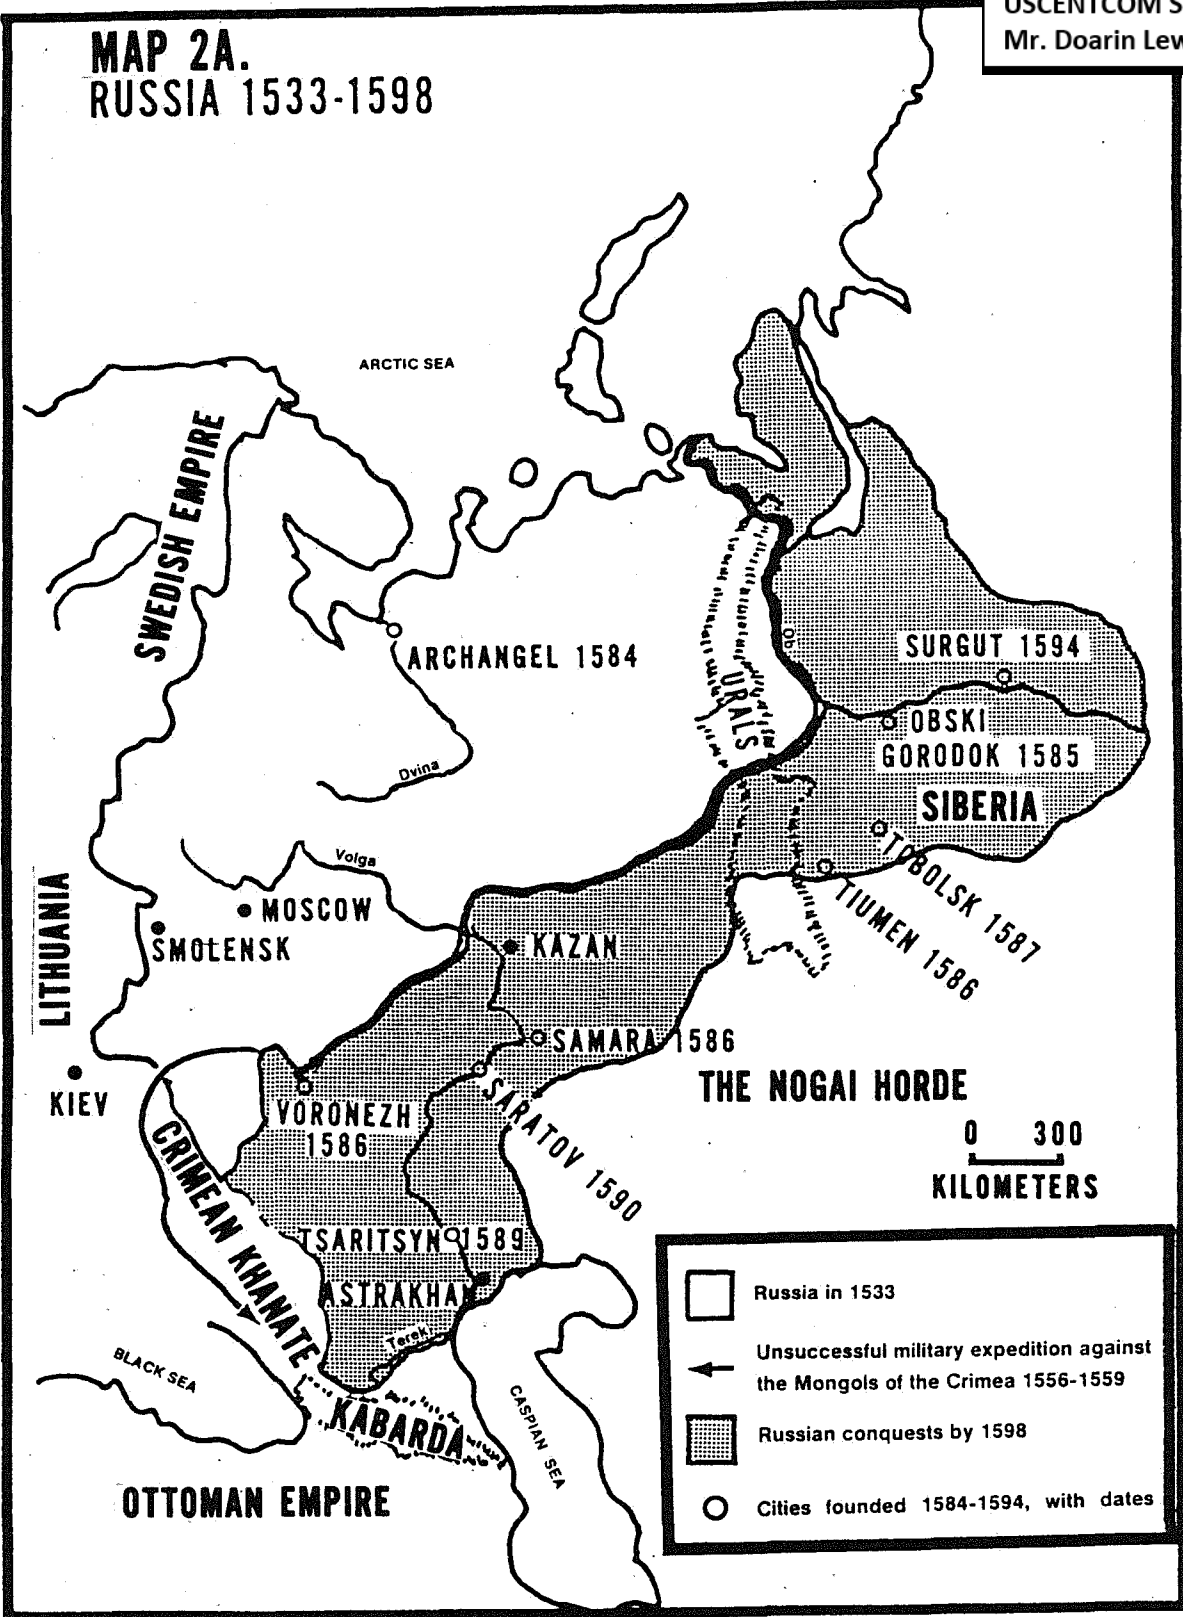 USCENTCOM
Mr. Doarin
MAP 2A.
RUSSIA 1533-1598
ARCTIC SEA
SWEDISH EMPIRE
ARCHANGEL 1584
Ob
SURGUT 1594
URALS
OBSKI
GORODOK 1585
Dvina
SIBERIA
Volga
TOBOLSK 1587
TIUMEN 1586
LITHUANIA
MOSCOW
SMOLENSK
KAZAN
SAMARA 1586
KIEV
THE NOGAI HORDE
VORONEZH
1586
SARATOV 1590
CRIMEAN KHANATE
0 300
KILOMETERS
TSARITSYN 1589
ASTRAKHAN
Terek
BLACK SEA
CASPIAN SEA
KABARDA
OTTOMAN EMPIRE
Russia in 1533
Unsuccessful military expedition against
the Mongols of the Crimea 1556-1559
Russian conquests by 1598
Cities founded 1584-1594, with dates